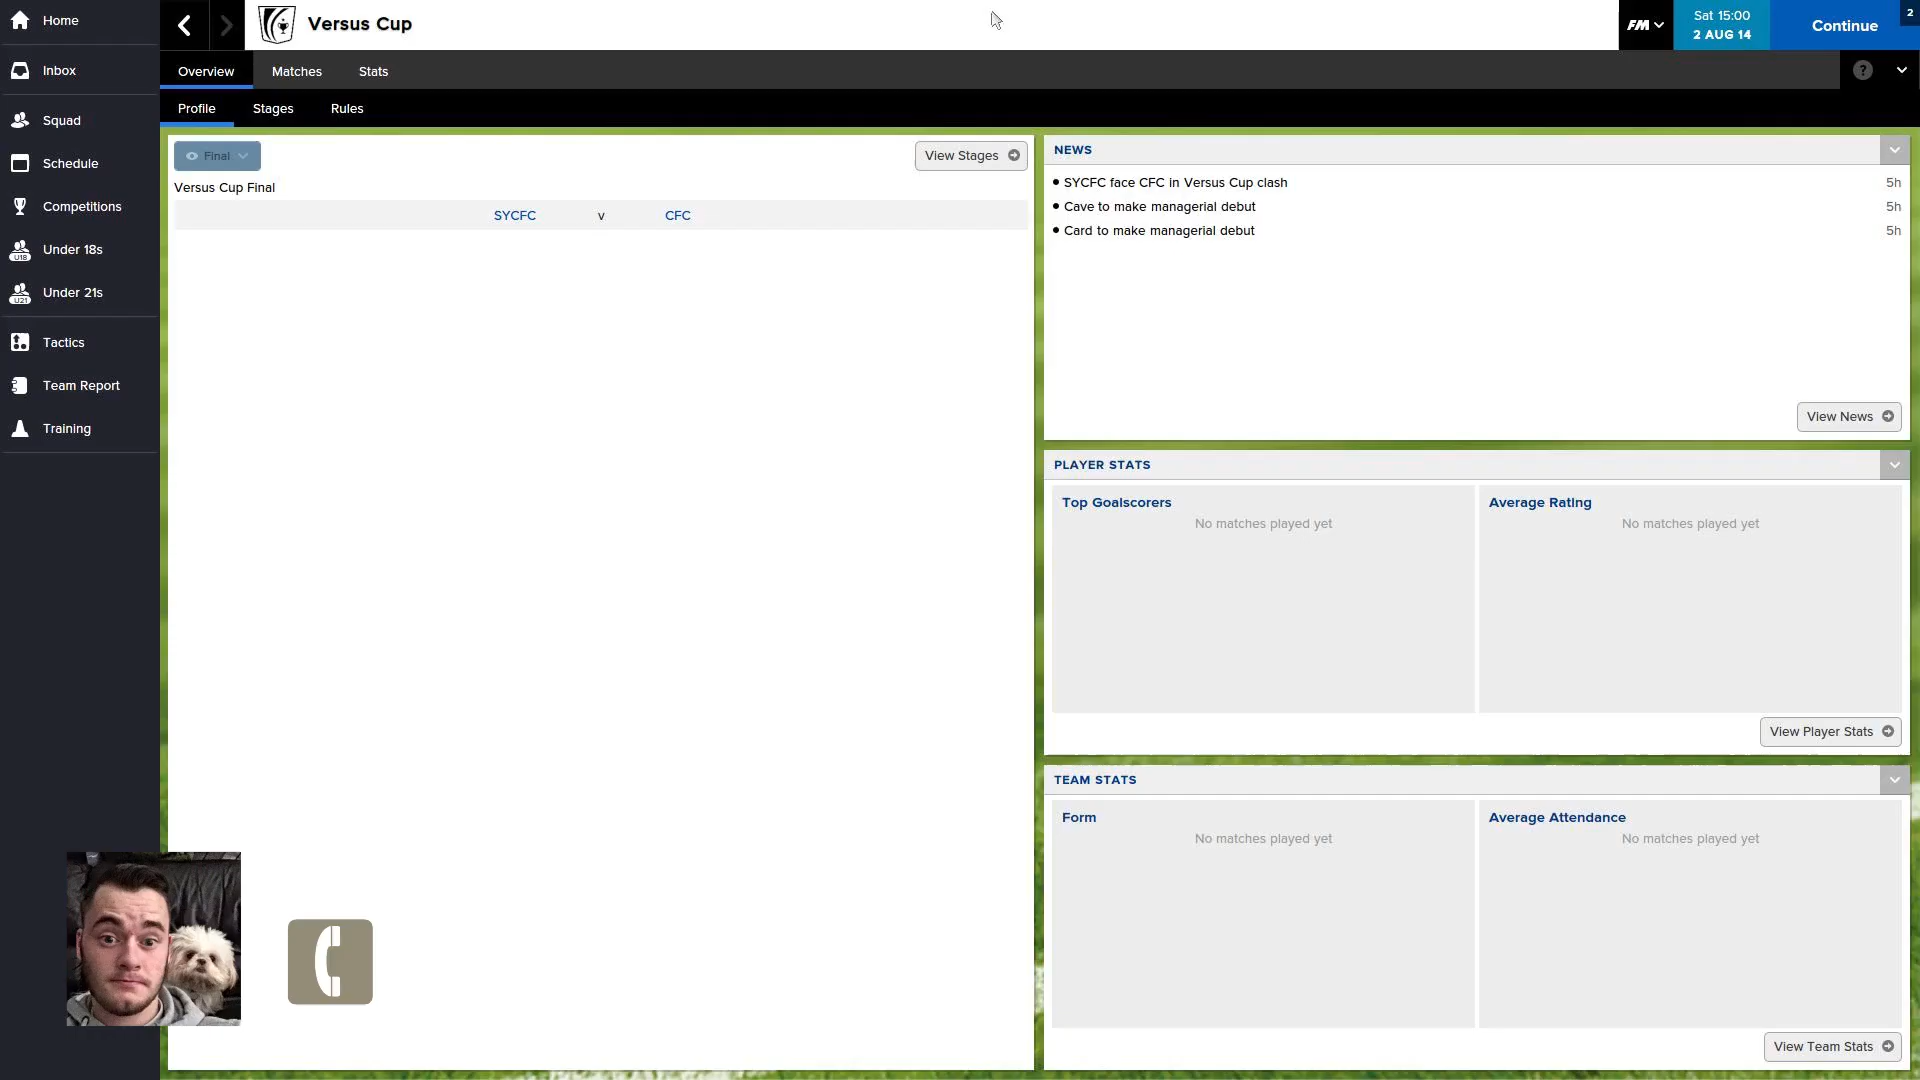 Home
Inbox
Squad
Schedule
Competitions
U18
Under 18s
U21
Under 21s
Tactics
Team Report
Training
Versus Cup
FM
Sat 15:00
2 AUG 14
Continue
2
Overview
Matches
Stats
?
Profile
Stages
Rules
Final
View Stages
Versus Cup Final
SYCFC v CFC
NEWS
SYCFC face CFC in Versus Cup clash 5h
Cave to make managerial debut 5h
Card to make managerial debut 5h
View News
PLAYER STATS
Top Goalscorers
No matches played yet
Average Rating
No matches played yet
View Player Stats
TEAM STATS
Form
No matches played yet
Average Attendance
No matches played yet
View Team Stats